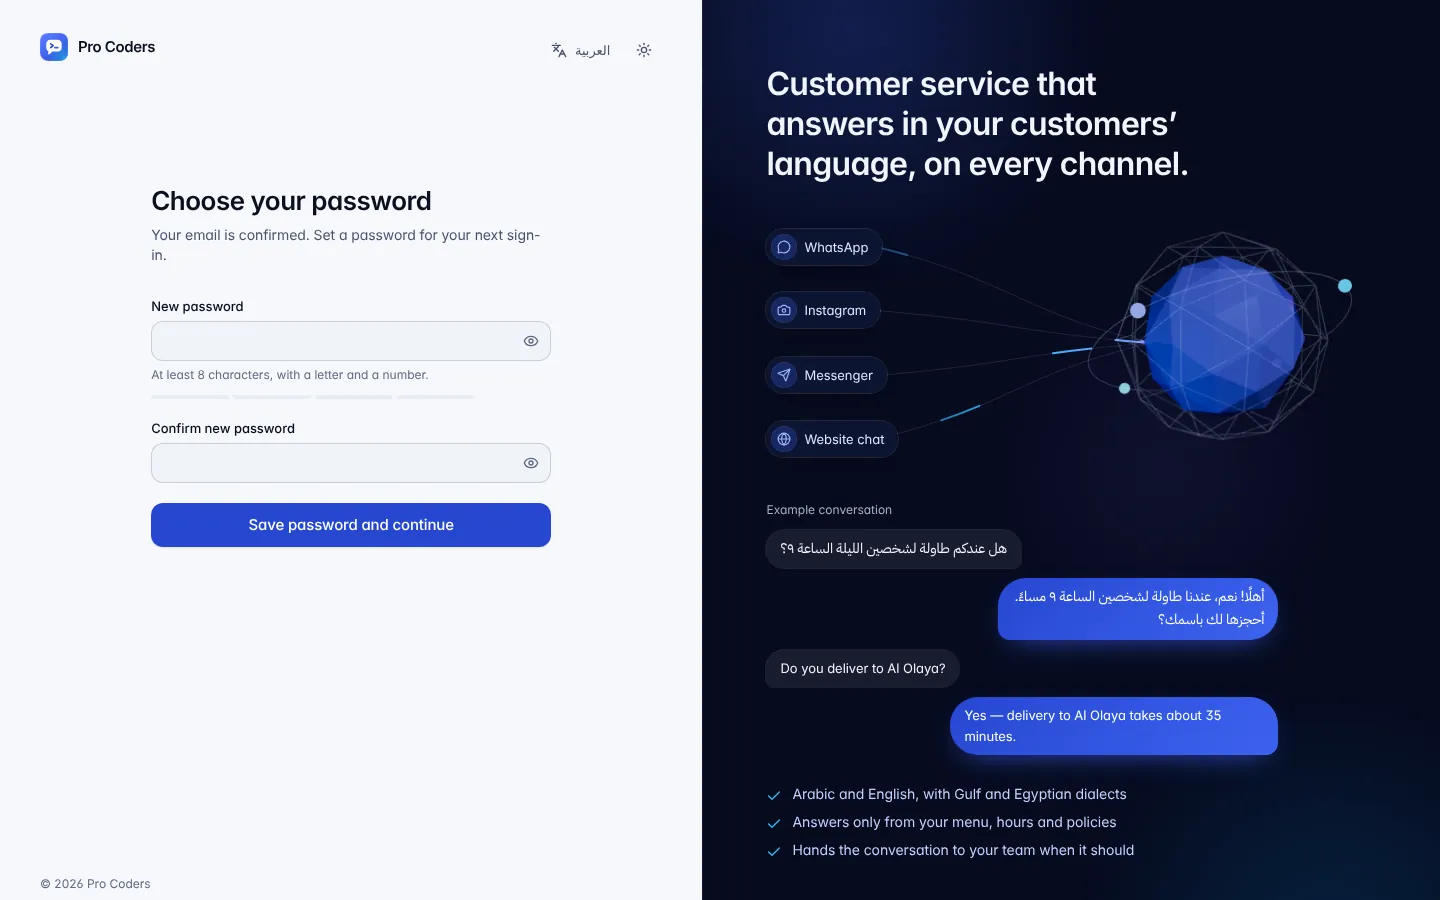 Pro Coders
العربية
Choose your password
Your email is confirmed. Set a password for your next sign-
in.
New password
At least 8 characters, with a letter and a number.
Confirm new password
Save password and continue
© 2026 Pro Coders
Customer service that
answers in your customers’
language, on every channel.
WhatsApp
Instagram
Messenger
Website chat
Example conversation
هل عندكم طاولة لشخصين الليلة الساعة ٩؟
أهلًا! نعم، عندنا طاولة لشخصين الساعة ٩ مساءً.
أحجزها لك باسمك؟
Do you deliver to Al Olaya?
Yes — delivery to Al Olaya takes about 35
minutes.
Arabic and English, with Gulf and Egyptian dialects
Answers only from your menu, hours and policies
Hands the conversation to your team when it should